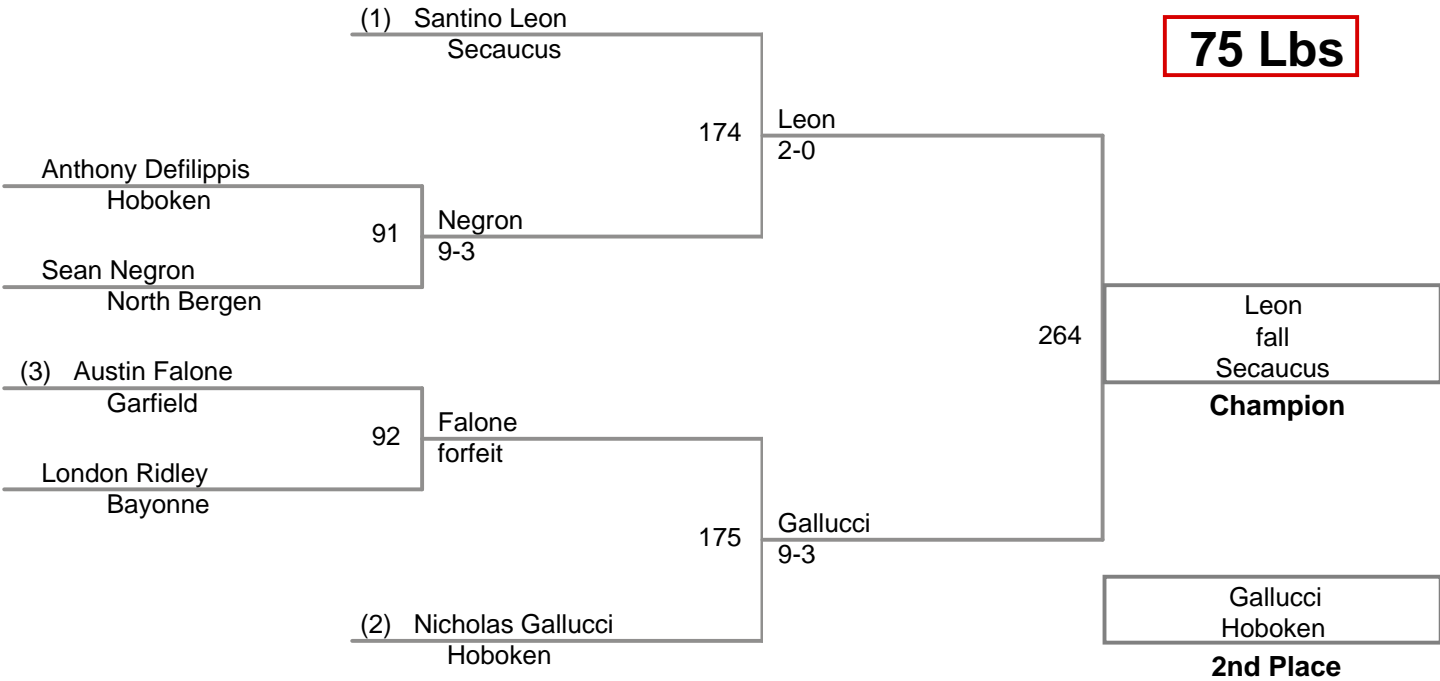 (1) Santino Leon
Secaucus
75 Lbs
174
Leon
2-0
Anthony Defilippis
Hoboken
91
Negron
9-3
Sean Negron
North Bergen
264
Leon
fall
Secaucus
Champion
(3) Austin Falone
Garfield
92
Falone
forfeit
London Ridley
Bayonne
175
Gallucci
9-3
(2) Nicholas Gallucci
Hoboken
Gallucci
Hoboken
2nd Place